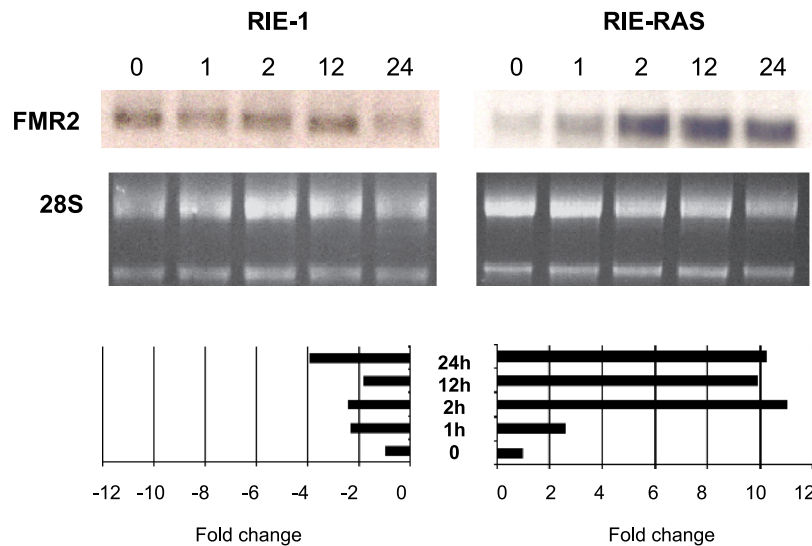 RIE-1 RIE-RAS
0 1 2 12 24 0 1 2 12 24
FMR2
28S
24h
12h
2h
1h
0
-12 -10 -8 -6 -4 -2 0 0 2 4 6 8 10 12
Fold change Fold change